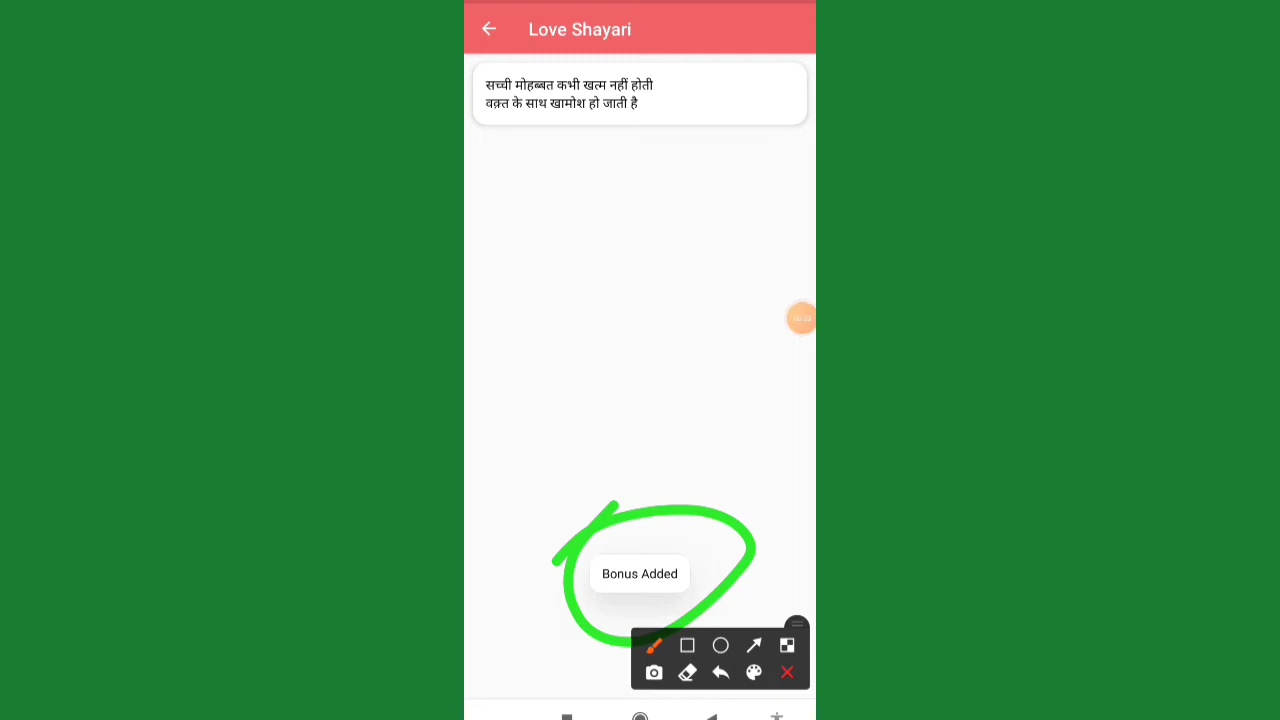 Love Shayari
सच्ची मोहब्बत कभी खत्म नहीं होती
वक़्त के साथ खामोश हो जाती है
Bonus Added